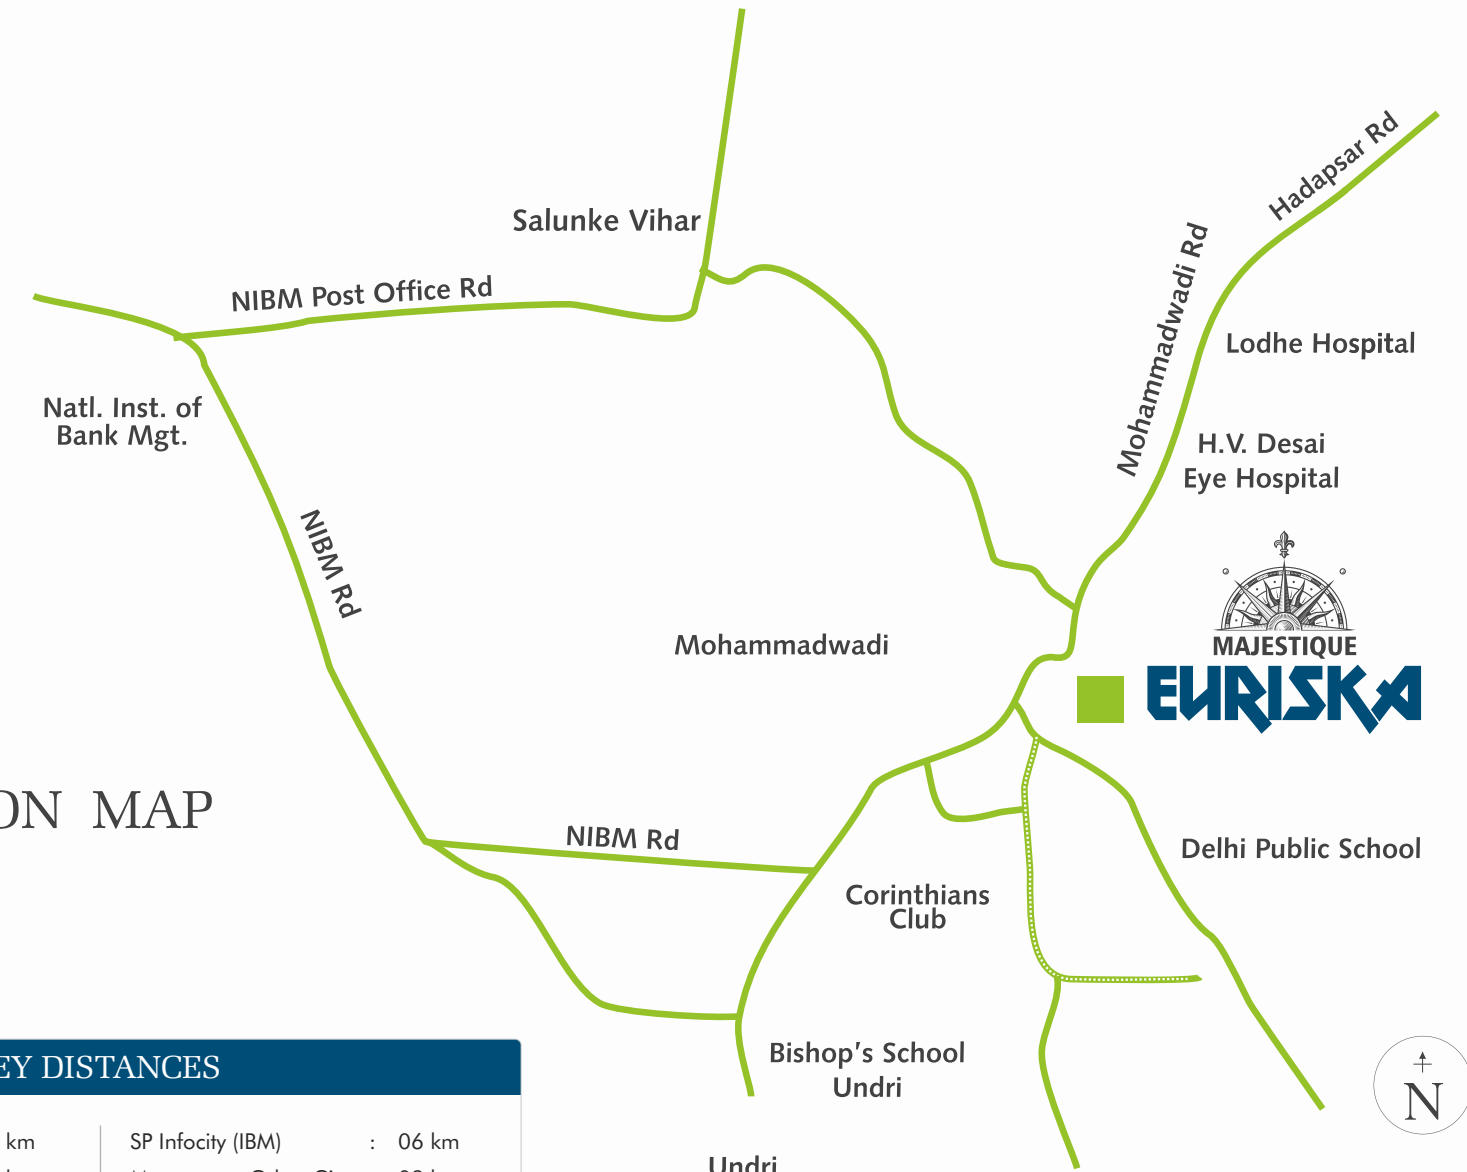 Hadapsar Rd
Salunke Vihar
Mohammadwadi Rd
NIBM Post Office Rd
Lodhe Hospital
Natl. Inst. of
Bank Mgt.
H.V. Desai
Eye Hospital
NIBM Rd
Mohammadwadi
MAJESTIQUE
EURISKA
MAP
NIBM Rd
Delhi Public School
Corinthians
Club
Bishop's School
Undri
DISTANCES
N
km
SP Infocity (IBM) : 06 km
Undri